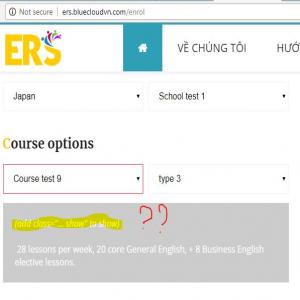 Not secure | ers.bluecloudvn.com/enrol
ERS
VỀ CHÚNG TÔI HƯỚ
Japan School test 1
Course options
Course test 9 type 3
(add class="... show" to show) ??
28 lessons per week, 20 core General English, + 8 Business English
elective lessons.